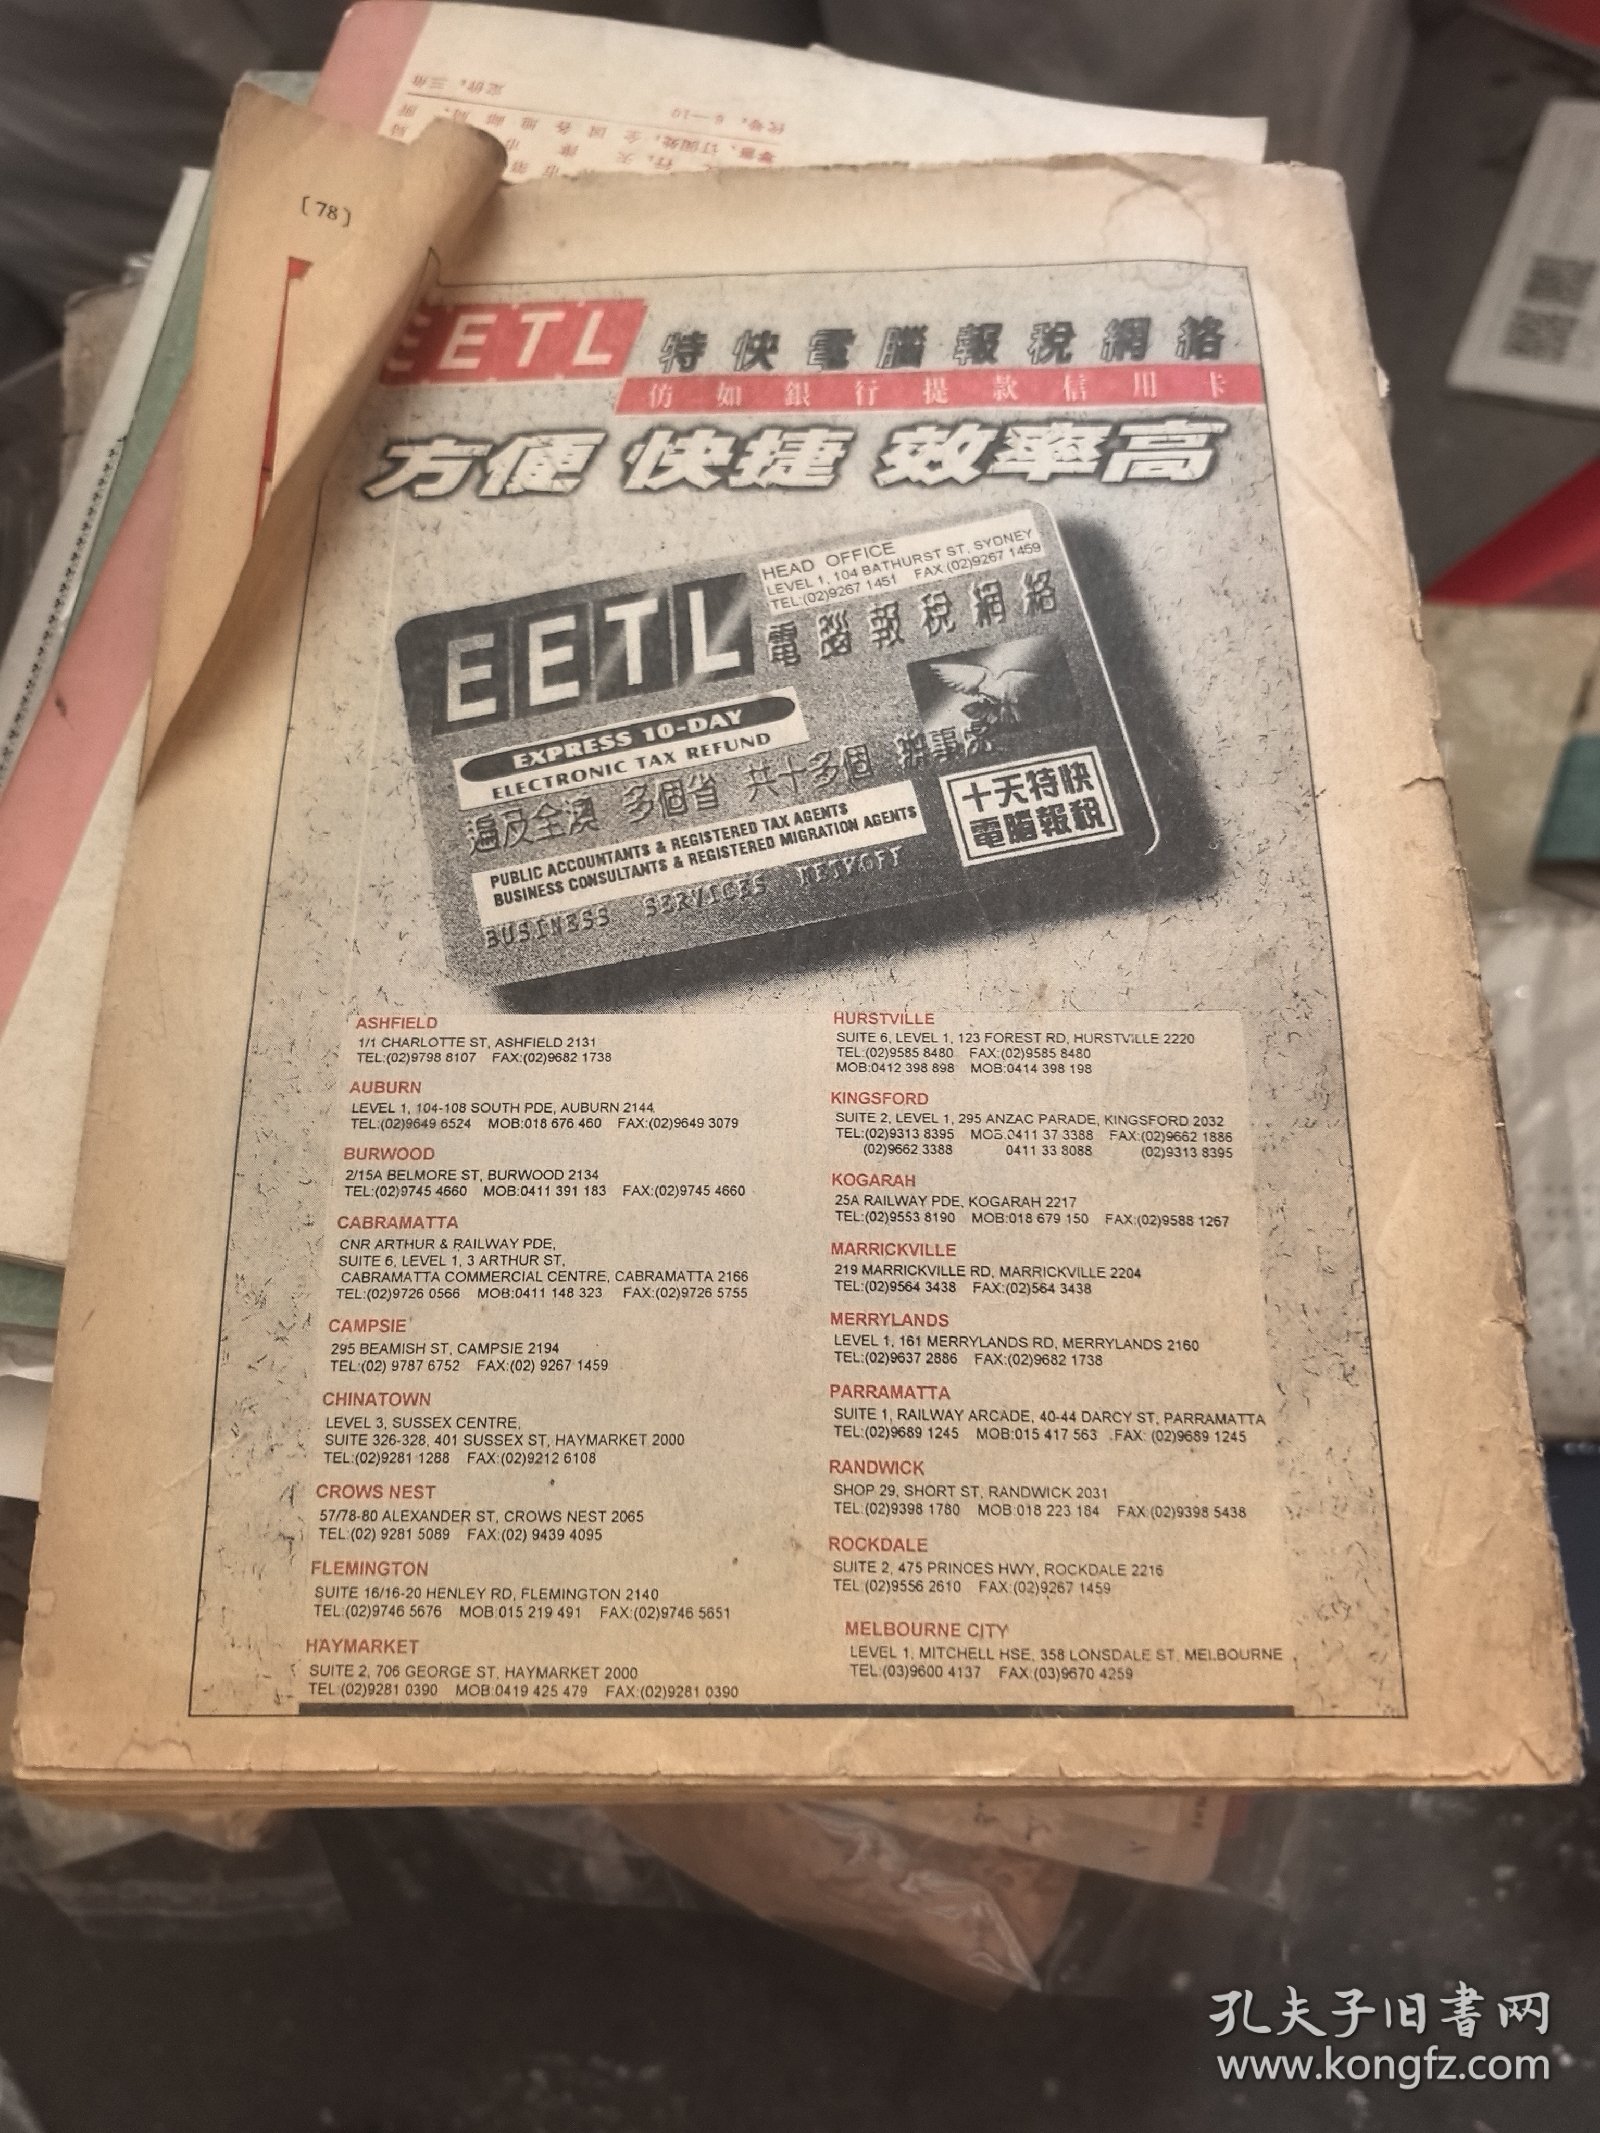 定价：三角
代号：6—10
[78]
EETL 特快電腦報稅網絡
仿如銀行提款信用卡
方便 快捷 效率高
HEAD OFFICE
LEVEL 1, 104 BATHURST ST, SYDNEY
TEL:(02)9267 1451 FAX:(02)9267 1459
EETL 電腦報稅網絡
EXPRESS 10-DAY
ELECTRONIC TAX REFUND
遍及全澳 多個省 共十多個 辦事處
PUBLIC ACCOUNTANTS & REGISTERED TAX AGENTS
BUSINESS CONSULTANTS & REGISTERED MIGRATION AGENTS
十天特快
電腦報稅
BUSINESS SERVICES
ASHFIELD
1/1 CHARLOTTE ST, ASHFIELD 2131
TEL:(02)9798 8107 FAX:(02)9682 1738
AUBURN
LEVEL 1, 104-108 SOUTH PDE, AUBURN 2144
TEL:(02)9649 6524 MOB:018 676 460 FAX:(02)9649 3079
BURWOOD
2/15A BELMORE ST, BURWOOD 2134
TEL:(02)9745 4660 MOB:0411 391 183 FAX:(02)9745 4660
CABRAMATTA
CNR ARTHUR & RAILWAY PDE,
SUITE 6, LEVEL 1, 3 ARTHUR ST,
CABRAMATTA COMMERCIAL CENTRE, CABRAMATTA 2166
TEL:(02)9726 0566 MOB:0411 148 323 FAX:(02)9726 5755
CAMPSIE
295 BEAMISH ST, CAMPSIE 2194
TEL:(02) 9787 6752 FAX:(02) 9267 1459
CHINATOWN
LEVEL 3, SUSSEX CENTRE,
SUITE 326-328, 401 SUSSEX ST, HAYMARKET 2000
TEL:(02)9281 1288 FAX:(02)9212 6108
CROWS NEST
57/78-80 ALEXANDER ST, CROWS NEST 2065
TEL:(02) 9281 5089 FAX:(02) 9439 4095
FLEMINGTON
SUITE 16/16-20 HENLEY RD, FLEMINGTON 2140
TEL:(02)9746 5676 MOB:015 219 491 FAX:(02)9746 5651
HAYMARKET
SUITE 2, 706 GEORGE ST, HAYMARKET 2000
TEL:(02)9281 0390 MOB:0419 425 479 FAX:(02)9281 0390
HURSTVILLE
SUITE 6, LEVEL 1, 123 FOREST RD, HURSTVILLE 2220
TEL:(02)9585 8480 FAX:(02)9585 8480
MOB:0412 398 898 MOB:0414 398 198
KINGSFORD
SUITE 2, LEVEL 1, 295 ANZAC PARADE, KINGSFORD 2032
TEL:(02)9313 8395 MOB:0411 37 3388 FAX:(02)9662 1886
(02)9662 3388 0411 33 8088 (02)9313 8395
KOGARAH
25A RAILWAY PDE, KOGARAH 2217
TEL:(02)9553 8190 MOB:018 679 150 FAX:(02)9588 1267
MARRICKVILLE
219 MARRICKVILLE RD, MARRICKVILLE 2204
TEL:(02)9564 3438 FAX:(02)564 3438
MERRYLANDS
LEVEL 1, 161 MERRYLANDS RD, MERRYLANDS 2160
TEL:(02)9637 2886 FAX:(02)9682 1738
PARRAMATTA
SUITE 1, RAILWAY ARCADE, 40-44 DARCY ST, PARRAMATTA
TEL:(02)9689 1245 MOB:015 417 563 FAX: (02)9689 1245
RANDWICK
SHOP 29, SHORT ST, RANDWICK 2031
TEL:(02)9398 1780 MOB:018 223 184 FAX:(02)9398 5438
ROCKDALE
SUITE 2, 475 PRINCES HWY, ROCKDALE 2216
TEL:(02)9556 2610 FAX:(02)9267 1459
MELBOURNE CITY
LEVEL 1, MITCHELL HSE, 358 LONSDALE ST, MELBOURNE
TEL:(03)9600 4137 FAX:(03)9670 4259
孔夫子旧书网
www.kongfz.com